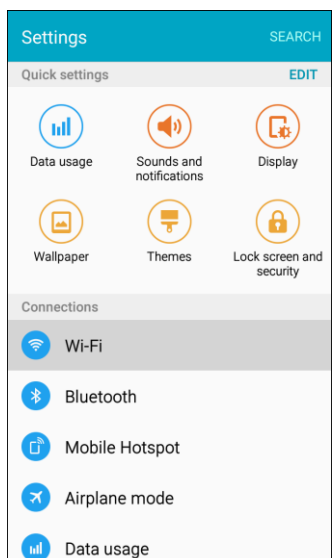 Settings SEARCH
Quick settings EDIT
Data usage Sounds and Display
notifications
Wallpaper Themes Lock screen and
security
Connections
Wi-Fi
Bluetooth
Mobile Hotspot
Airplane mode
Data usage